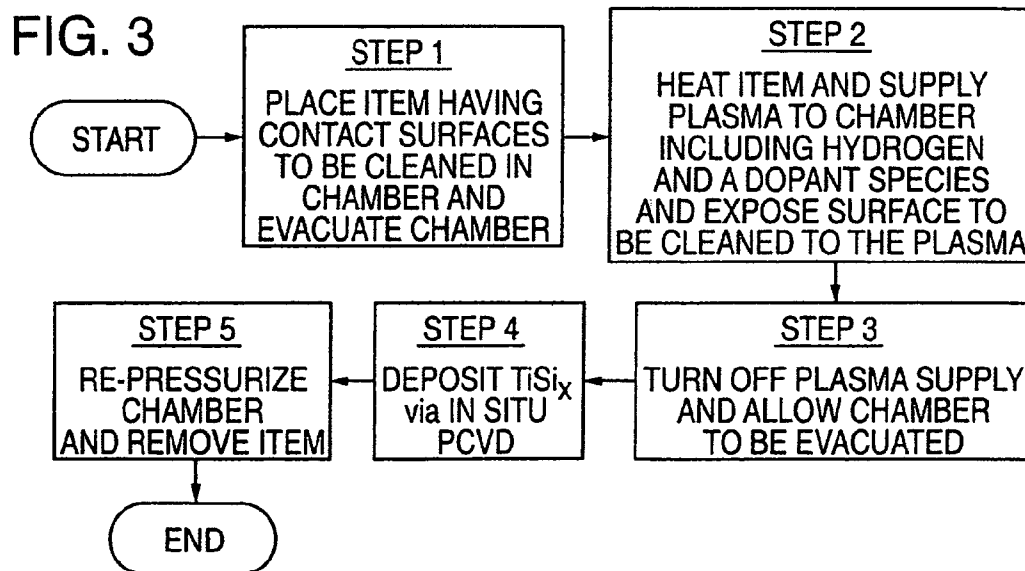 FIG. 3
START
STEP 1
PLACE ITEM HAVING
CONTACT SURFACES
TO BE CLEANED IN
CHAMBER AND
EVACUATE CHAMBER
STEP 2
HEAT ITEM AND SUPPLY
PLASMA TO CHAMBER
INCLUDING HYDROGEN
AND A DOPANT SPECIES
AND EXPOSE SURFACE TO
BE CLEANED TO THE PLASMA
STEP 3
TURN OFF PLASMA SUPPLY
AND ALLOW CHAMBER
TO BE EVACUATED
STEP 4
DEPOSIT TiSiₓ
via IN SITU
PCVD
STEP 5
RE-PRESSURIZE
CHAMBER
AND REMOVE ITEM
END